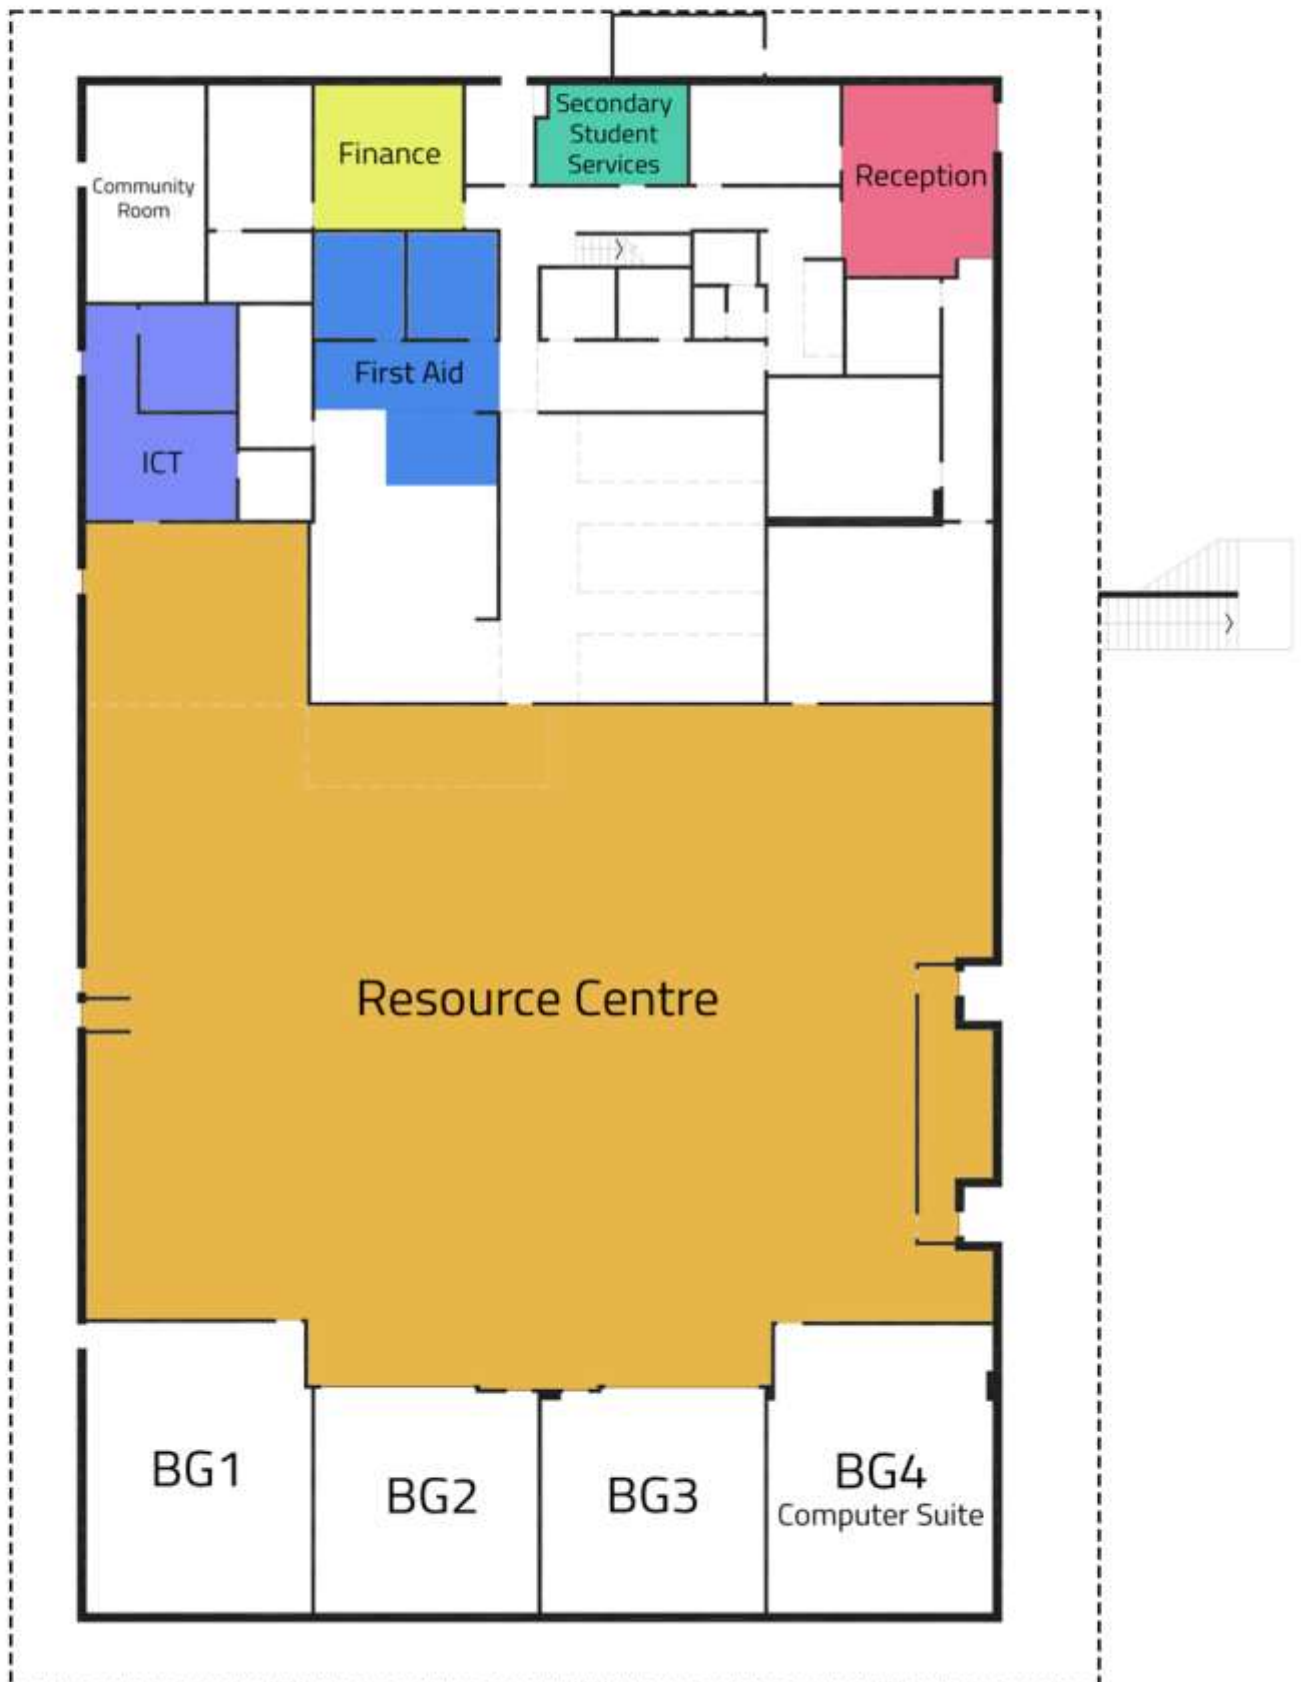 Secondary
Student
Services
Finance
Reception
Community
Room
First Aid
ICT
Resource Centre
BG1
BG2
BG3
BG4
Computer Suite